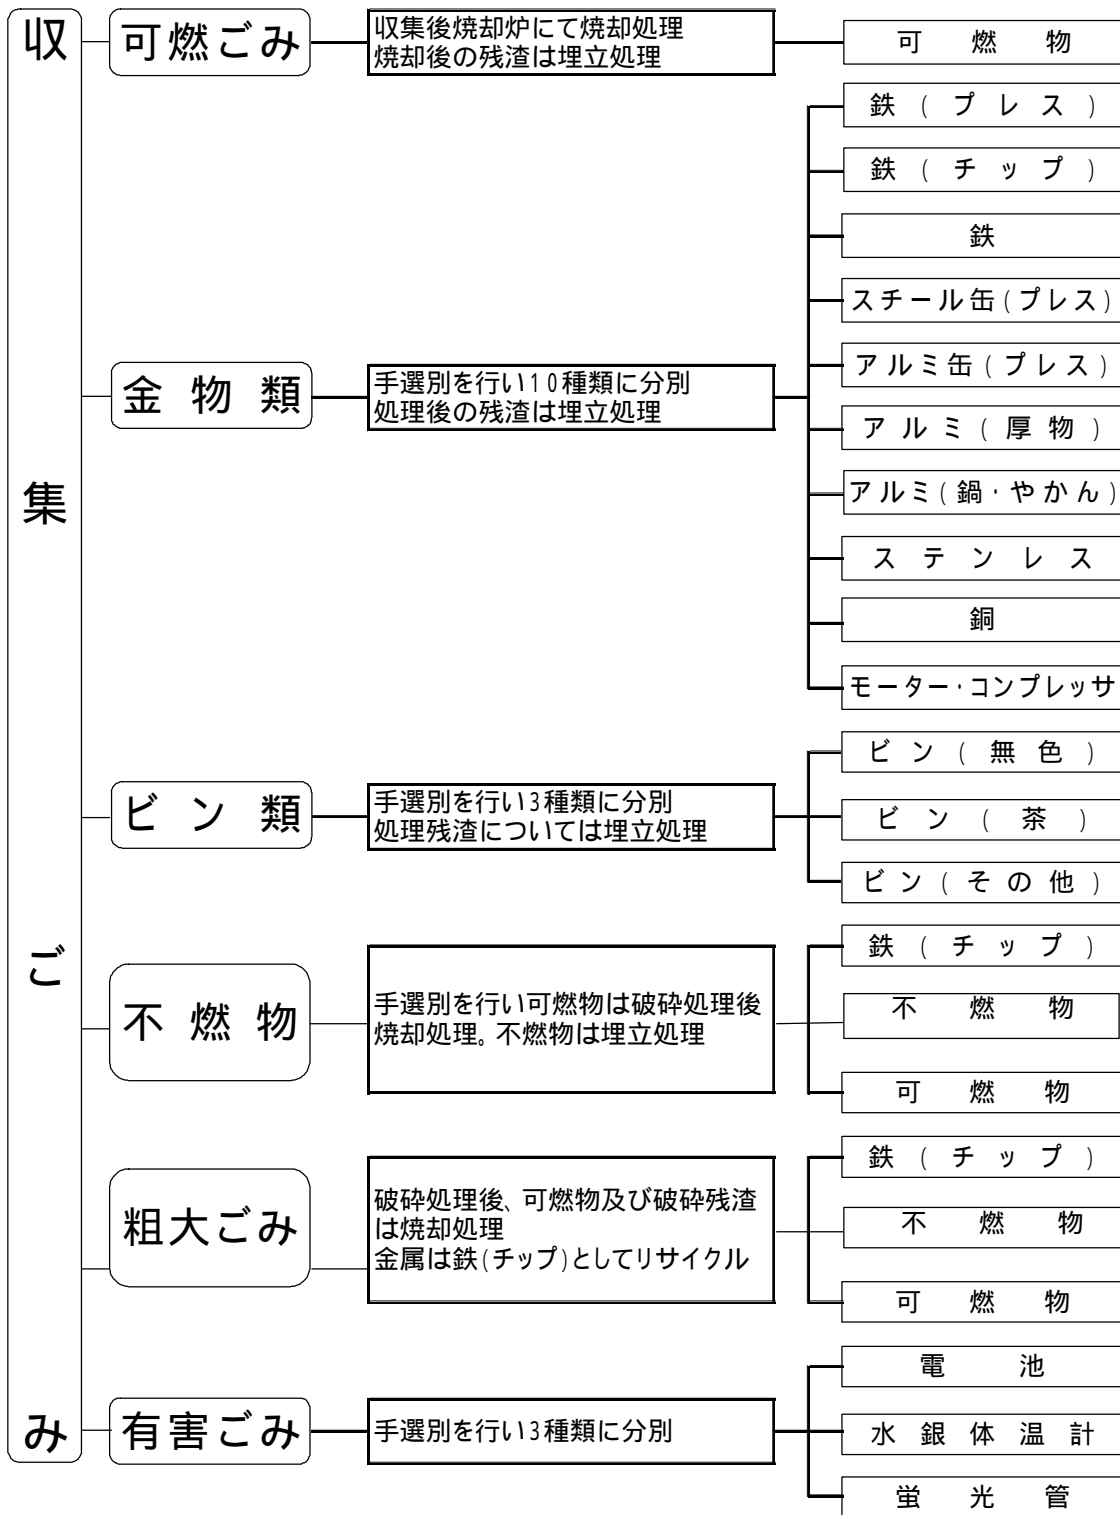 収集ごみ
可燃ごみ
収集後焼却炉にて焼却処理
焼却後の残渣は埋立処理
可燃物
金物類
手選別を行い10種類に分別
処理後の残渣は埋立処理
鉄(プレス)
鉄(チップ)
鉄
スチール缶(プレス)
アルミ缶(プレス)
アルミ(厚物)
アルミ(鍋・やかん)
ステンレス
銅
モーター・コンプレッサ
ビン類
手選別を行い3種類に分別
処理残渣については埋立処理
ビン(無色)
ビン(茶)
ビン(その他)
不燃物
手選別を行い可燃物は破砕処理後
焼却処理。不燃物は埋立処理
鉄(チップ)
不燃物
可燃物
粗大ごみ
破砕処理後、可燃物及び破砕残渣
は焼却処理
金属は鉄(チップ)としてリサイクル
鉄(チップ)
不燃物
可燃物
有害ごみ
手選別を行い3種類に分別
電池
水銀体温計
蛍光管